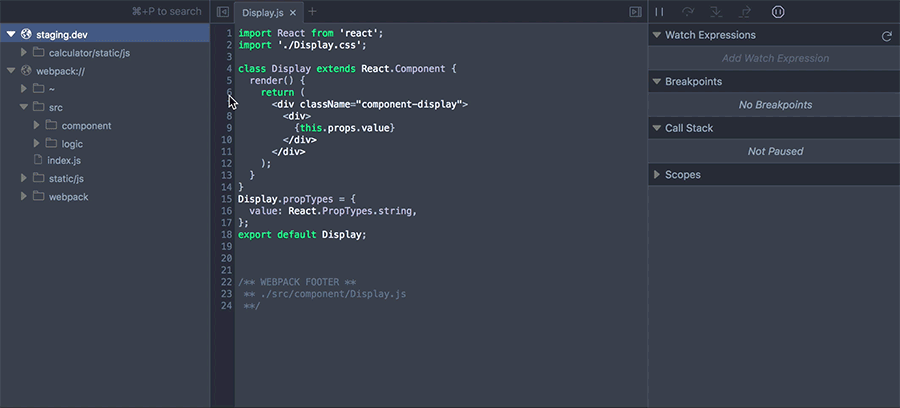 ⌘+P to search
staging.dev
calculator/static/js
webpack://
~
src
component
logic
index.js
static/js
webpack
Display.js × +
1 import React from 'react';
2 import './Display.css';
3
4 class Display extends React.Component {
5   render() {
6     return (
7       <div className="component-display">
8         <div>
9           {this.props.value}
10         </div>
11       </div>
12     );
13   }
14 }
15 Display.propTypes = {
16   value: React.PropTypes.string,
17 };
18 export default Display;
19
20
21
22 /** WEBPACK FOOTER **
23  ** ./src/component/Display.js
24  **/
Watch Expressions
Add Watch Expression
Breakpoints
No Breakpoints
Call Stack
Not Paused
Scopes